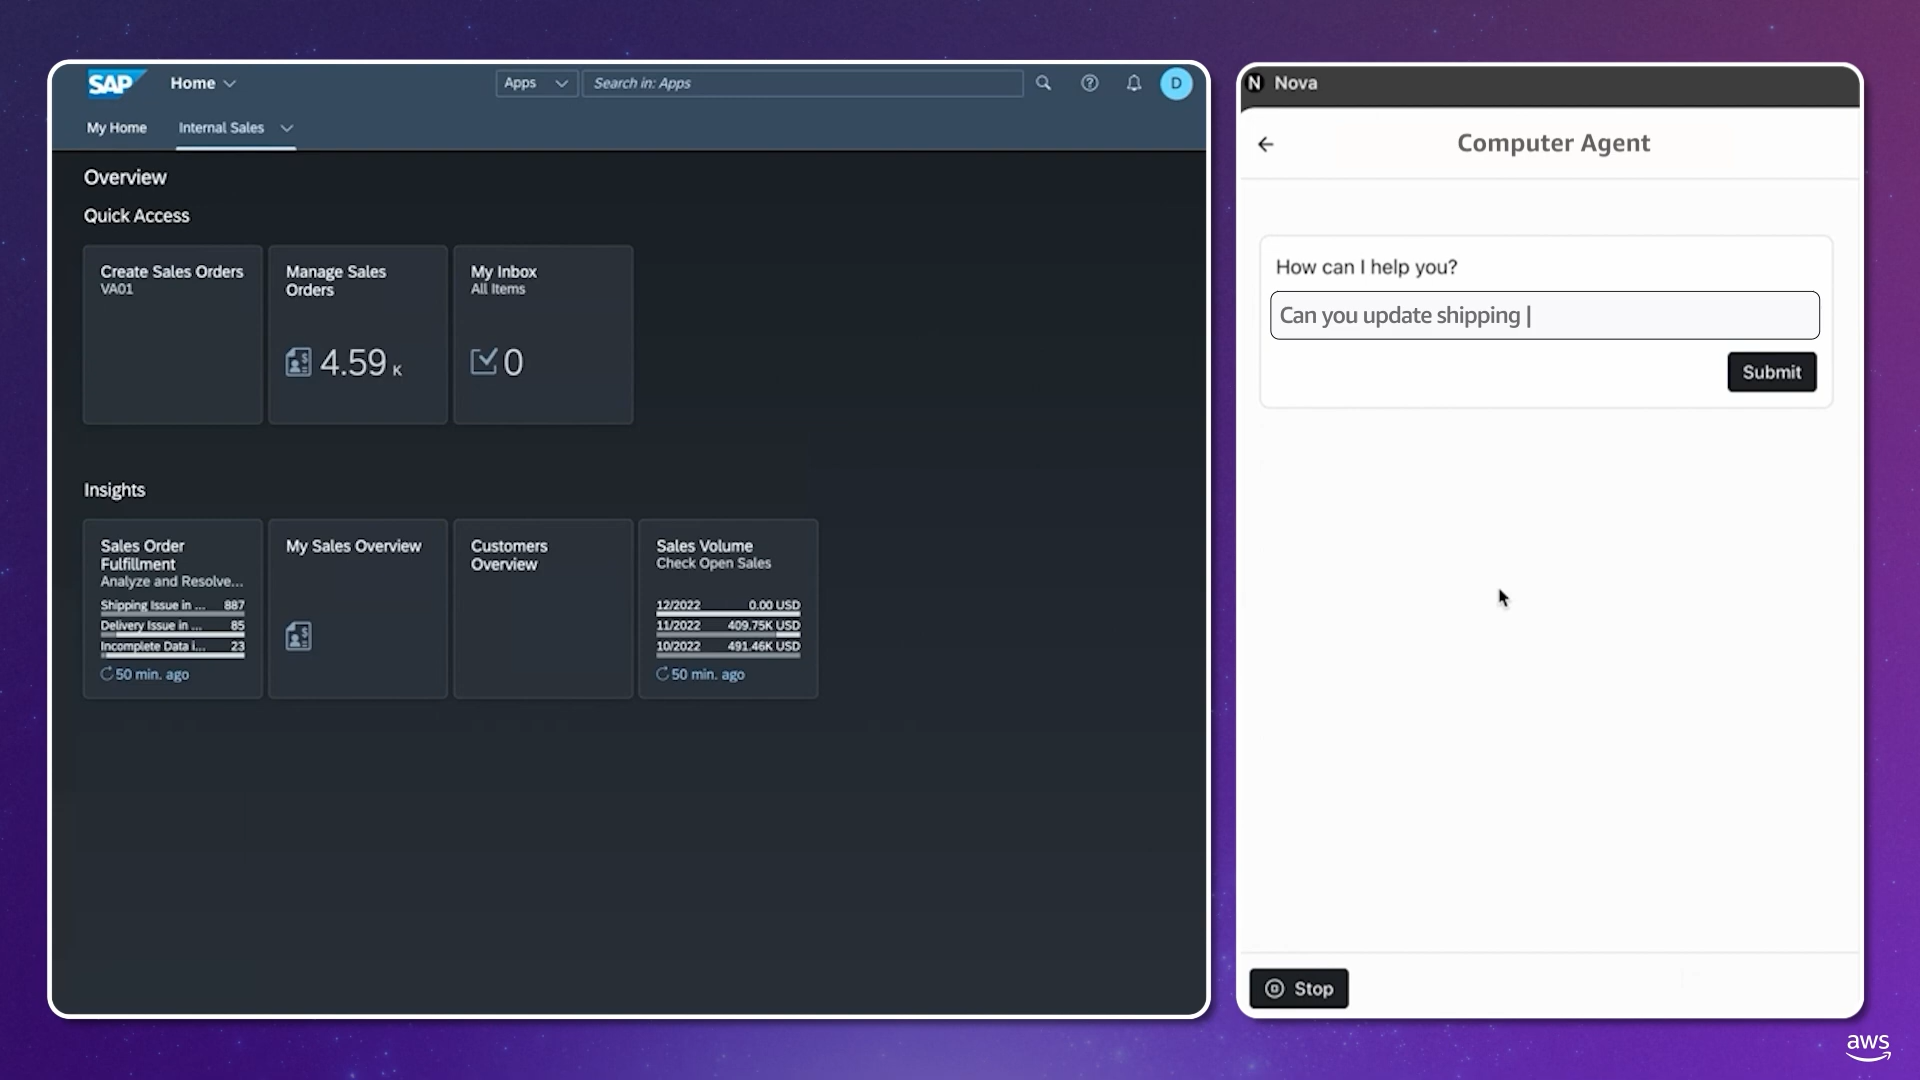 SAP
Home
Apps
Search in: Apps
D
My Home
Internal Sales
Overview
Quick Access
Create Sales Orders
VA01
Manage Sales
Orders
4.59 K
My Inbox
All Items
0
Insights
Sales Order
Fulfillment
Analyze and Resolve...
Shipping Issue in ... 887
Delivery Issue in ... 85
Incomplete Data i... 23
50 min. ago
My Sales Overview
Customers
Overview
Sales Volume
Check Open Sales
12/2022 0.00 USD
11/2022 409.75K USD
10/2022 491.46K USD
50 min. ago
N Nova
Computer Agent
How can I help you?
Can you update shipping |
Submit
Stop
aws